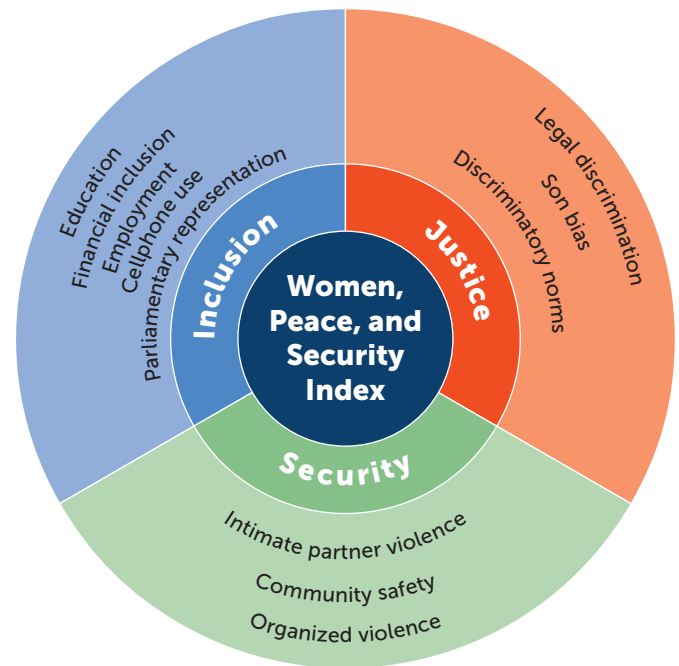 Women,
Peace, and
Security
Index
Inclusion
Education
Financial inclusion
Employment
Cellphone use
Parliamentary representation
Justice
Legal discrimination
Son bias
Discriminatory norms
Security
Intimate partner violence
Community safety
Organized violence